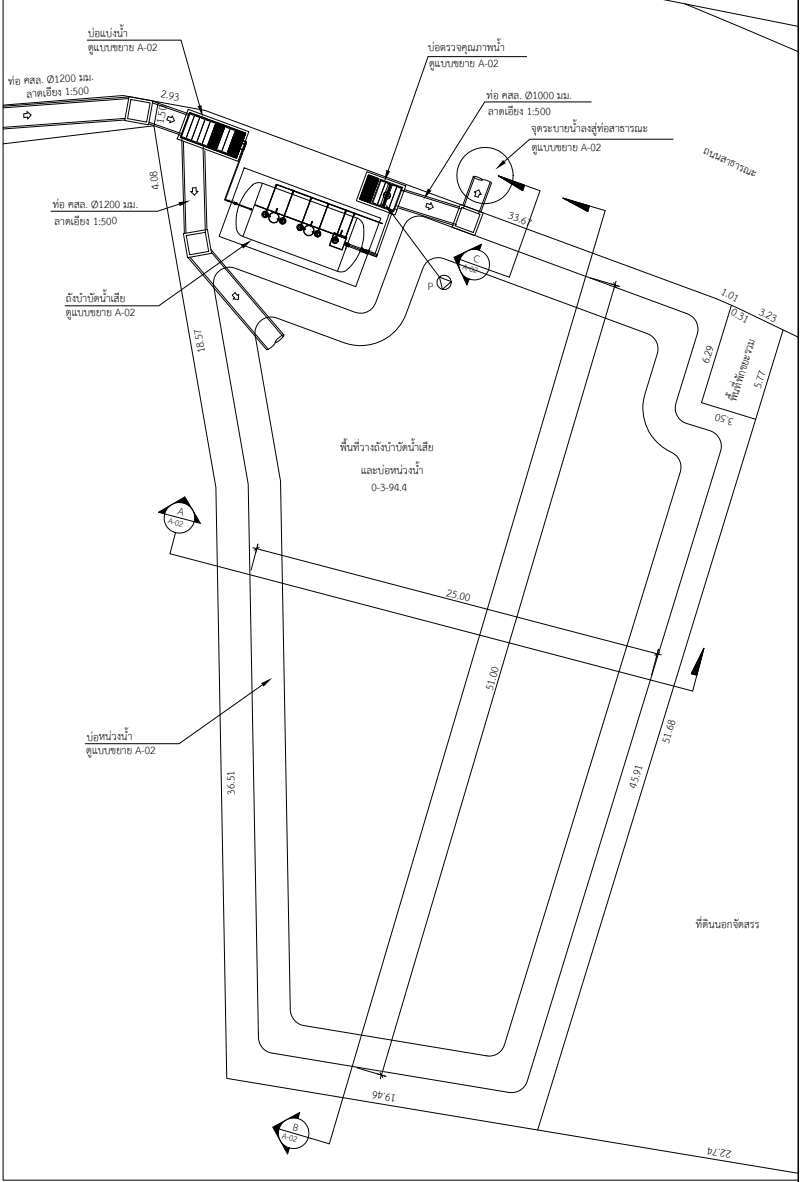 บ่อแบ่งน้ำ
ดูแบบขยาย A-02
บ่อตรวจคุณภาพน้ำ
ดูแบบขยาย A-02
ท่อ คสล. Ø1200 มม.
ลาดเอียง 1:500
2.93
1.50
ท่อ คสล. Ø1000 มม.
ลาดเอียง 1:500
จุดระบายน้ำลงสู่ท่อสาธารณะ
ดูแบบขยาย A-02
ถนนสาธารณะ
4.08
ท่อ คสล. Ø1200 มม.
ลาดเอียง 1:500
33.67
C
A-02
P
ถังบำบัดน้ำเสีย
ดูแบบขยาย A-02
1.01
0.31
3.23
18.57
6.29
พื้นที่พักขยะรวม
5.77
3.50
พื้นที่วางถังบำบัดน้ำเสีย
และบ่อหน่วงน้ำ
0-3-94.4
A
A-02
25.00
51.00
บ่อหน่วงน้ำ
ดูแบบขยาย A-02
51.68
45.91
36.51
ที่ดินนอกจัดสรร
19.46
B
A-02
22.74